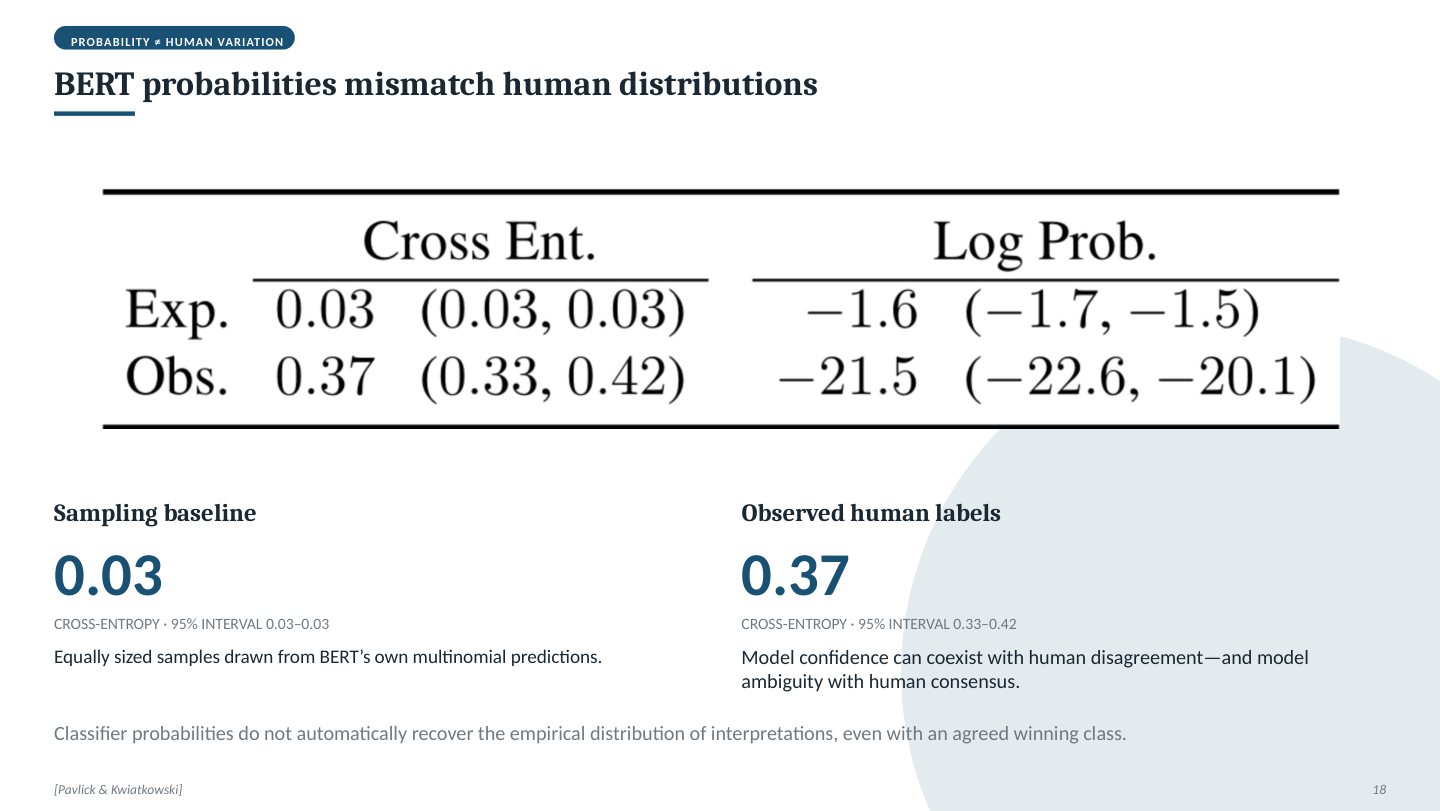 PROBABILITY ≠ HUMAN VARIATION
BERT probabilities mismatch human distributions
Cross Ent. Log Prob.
Exp. 0.03 (0.03, 0.03) −1.6 (−1.7, −1.5)
Obs. 0.37 (0.33, 0.42) −21.5 (−22.6, −20.1)
Sampling baseline
0.03
CROSS-ENTROPY · 95% INTERVAL 0.03–0.03
Equally sized samples drawn from BERT’s own multinomial predictions.
Observed human labels
0.37
CROSS-ENTROPY · 95% INTERVAL 0.33–0.42
Model confidence can coexist with human disagreement—and model
ambiguity with human consensus.
Classifier probabilities do not automatically recover the empirical distribution of interpretations, even with an agreed winning class.
[Pavlick & Kwiatkowski]
18